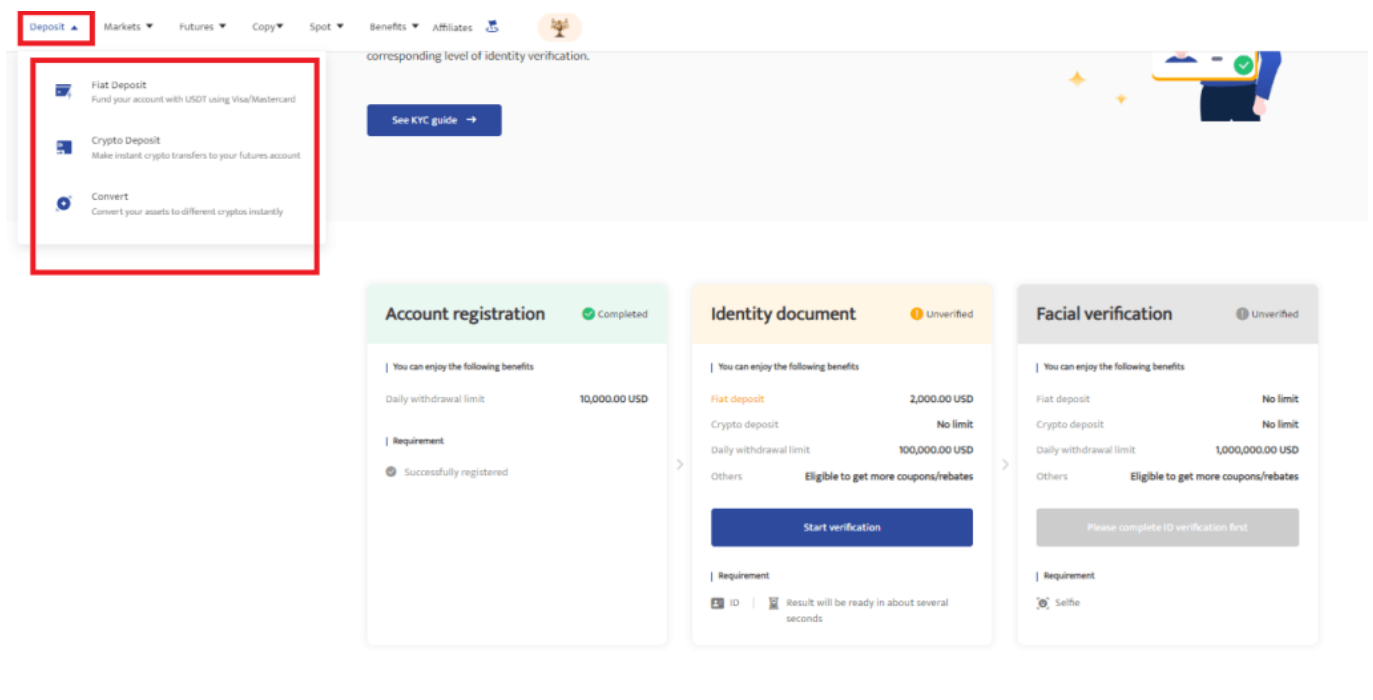 Deposit Markets Futures Copy Spot Benefits Affiliates
corresponding level of identity verification.
See KYC guide
Fiat Deposit
Fund your account with USDT using Visa/Mastercard
Crypto Deposit
Make instant crypto transfers to your futures account
Convert
Convert your assets to different cryptos instantly
Account registration Completed
You can enjoy the following benefits
Daily withdrawal limit 10,000.00 USD
Requirement
Successfully registered
Identity document Unverified
You can enjoy the following benefits
Fiat deposit 2,000.00 USD
Crypto deposit No limit
Daily withdrawal limit 100,000.00 USD
Others Eligible to get more coupons/rebates
Start verification
Requirement
ID Result will be ready in about several
seconds
Facial verification Unverified
You can enjoy the following benefits
Fiat deposit No limit
Crypto deposit No limit
Daily withdrawal limit 1,000,000.00 USD
Others Eligible to get more coupons/rebates
Please complete ID verification first
Requirement
Selfie